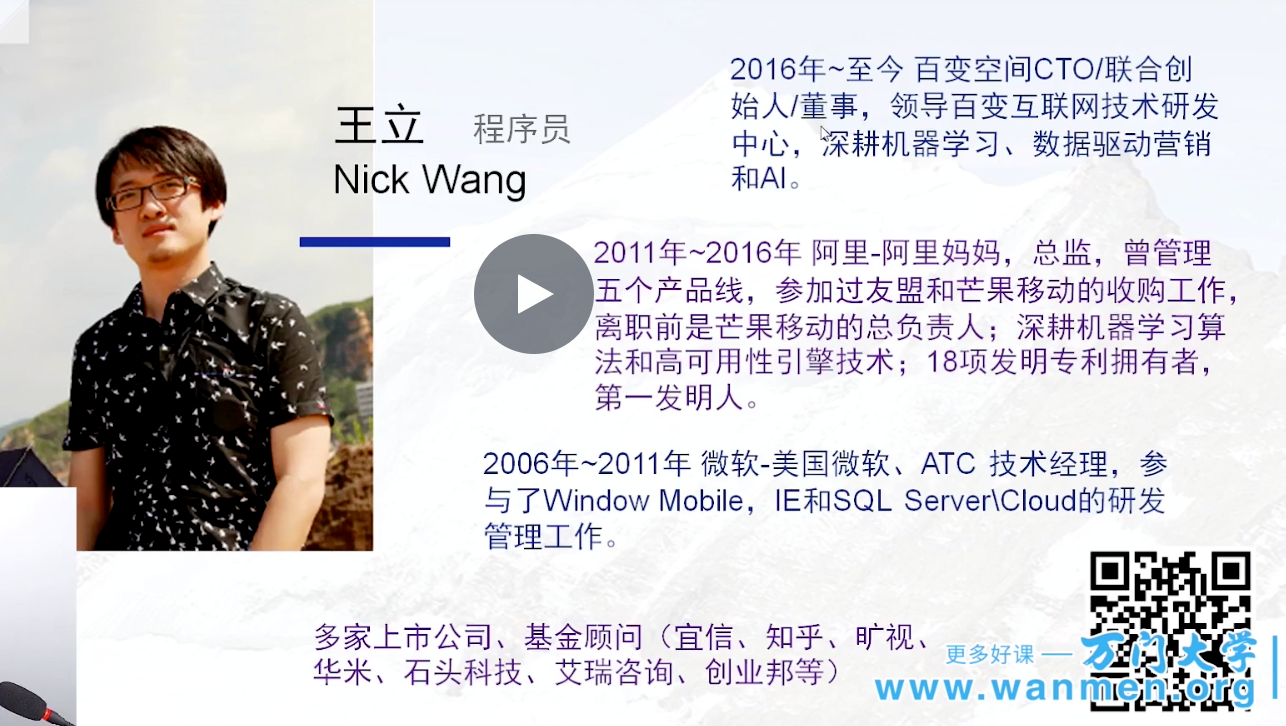 王立 程序员
Nick Wang
2016年~至今 百变空间CTO/联合创
始人/董事，领导百变互联网技术研发
中心，深耕机器学习、数据驱动营销
和AI。
2011年~2016年 阿里-阿里妈妈，总监，曾管理
五个产品线，参加过友盟和芒果移动的收购工作，
离职前是芒果移动的总负责人；深耕机器学习算
法和高可用性引擎技术；18项发明专利拥有者，
第一发明人。
2006年~2011年 微软-美国微软、ATC 技术经理，参
与了Window Mobile，IE和SQL Server\Cloud的研发
管理工作。
多家上市公司、基金顾问（宜信、知乎、旷视、
华米、石头科技、艾瑞咨询、创业邦等）
更多好课 — 万门大学
www.wanmen.org